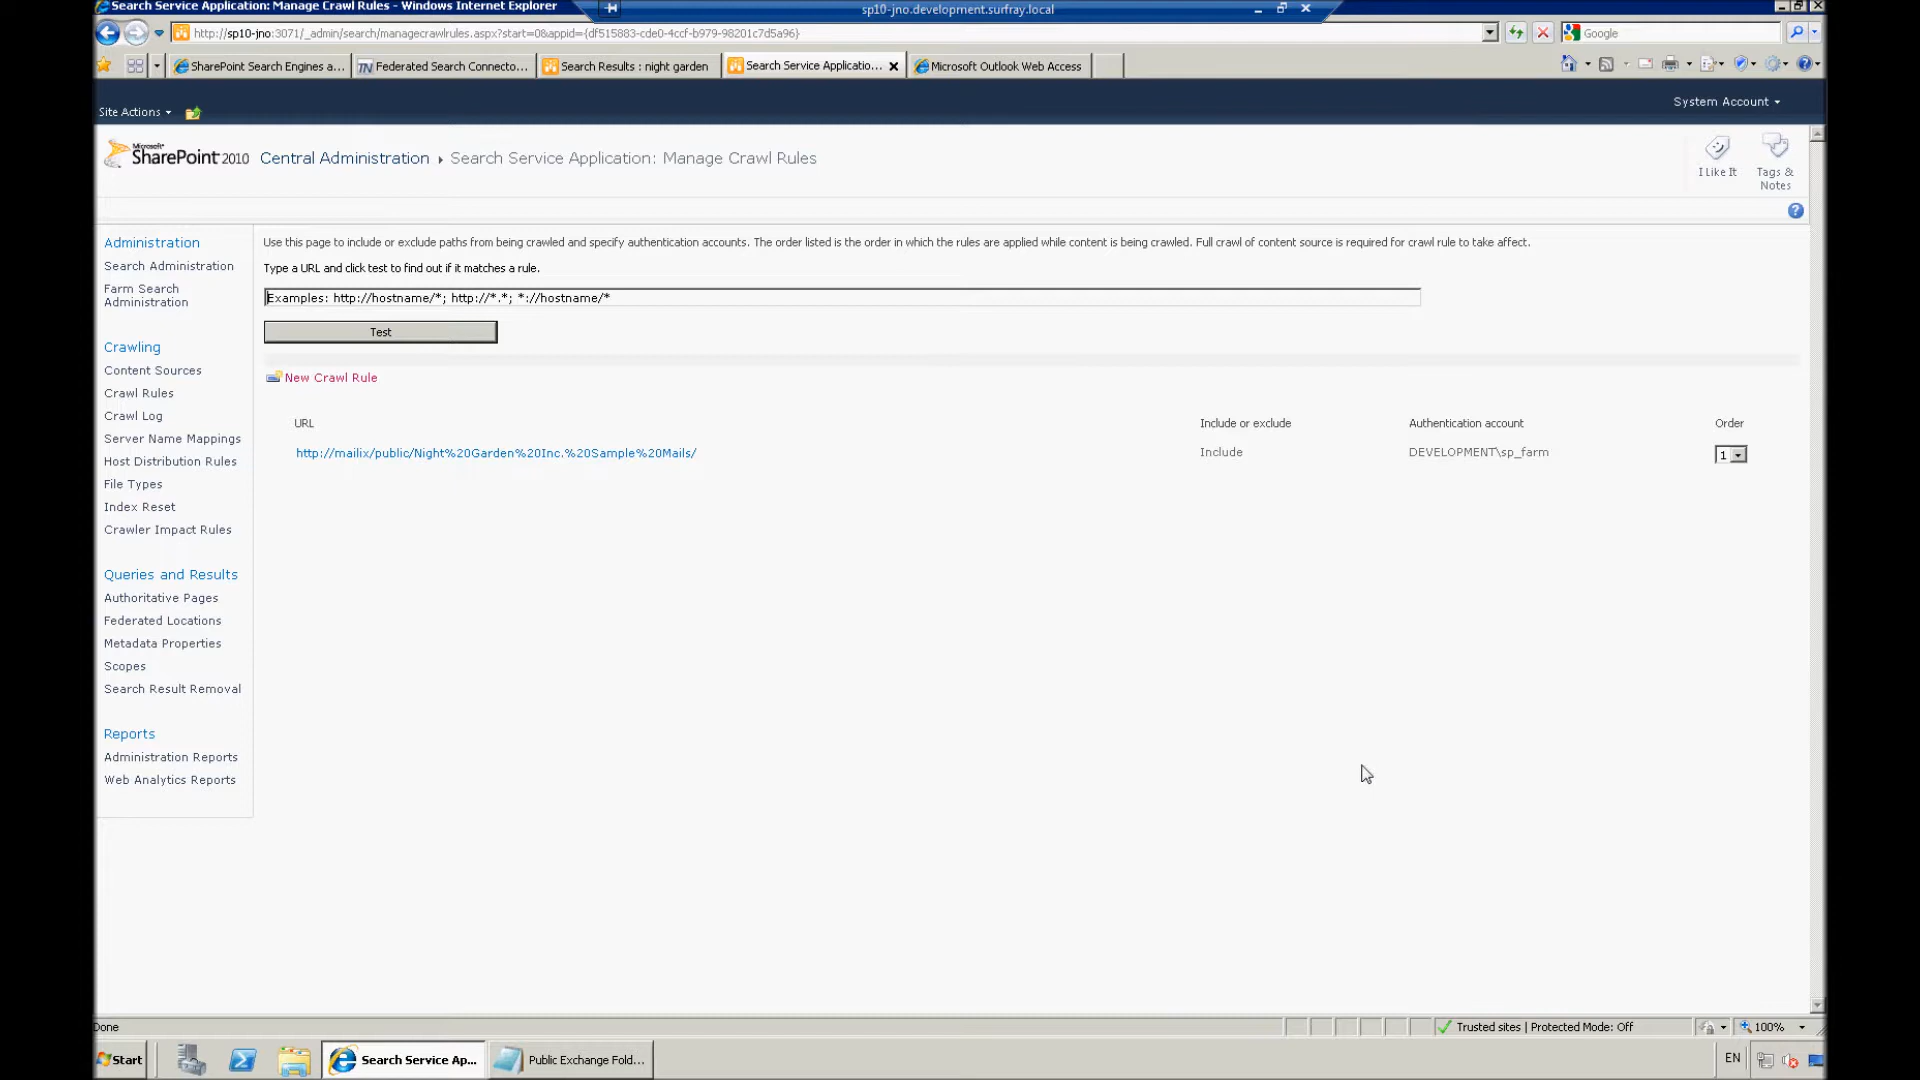 Search Service Application: Manage Crawl Rules - Windows Internet Explorer
sp10-jno.development.surfray.local
http://sp10-jno:3071/_admin/search/managecrawlrules.aspx?start=0&appid={df515883-cde0-4ccf-b979-98201c7d5a96}
Google
SharePoint Search Engines a...
Federated Search Connecto...
Search Results : night garden
Search Service Applicatio...
Microsoft Outlook Web Access
Site Actions
System Account
Microsoft
SharePoint 2010
Central Administration
Search Service Application: Manage Crawl Rules
I Like It
Tags &
Notes
Administration
Search Administration
Farm Search
Administration
Crawling
Content Sources
Crawl Rules
Crawl Log
Server Name Mappings
Host Distribution Rules
File Types
Index Reset
Crawler Impact Rules
Queries and Results
Authoritative Pages
Federated Locations
Metadata Properties
Scopes
Search Result Removal
Reports
Administration Reports
Web Analytics Reports
Use this page to include or exclude paths from being crawled and specify authentication accounts. The order listed is the order in which the rules are applied while content is being crawled. Full crawl of content source is required for crawl rule to take affect.
Type a URL and click test to find out if it matches a rule.
Examples: http://hostname/*; http://*.*; *://hostname/*
Test
New Crawl Rule
URL Include or exclude Authentication account Order
http://mailix/public/Night%20Garden%20Inc.%20Sample%20Mails/ Include DEVELOPMENT\sp_farm 1
Done
Trusted sites | Protected Mode: Off
100%
Start
Search Service Ap...
Public Exchange Fold...
EN